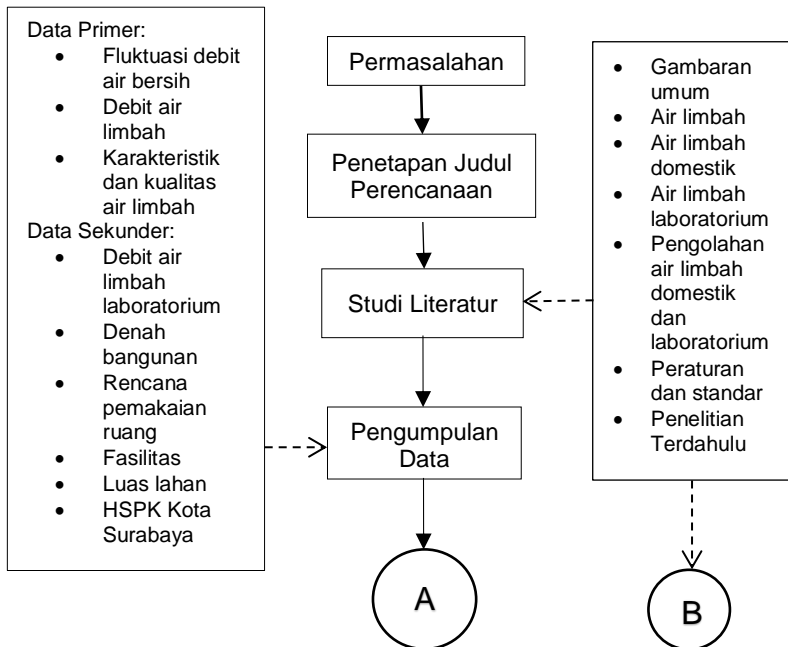 Data Primer:
• Fluktuasi debit
air bersih
• Debit air
limbah
• Karakteristik
dan kualitas
air limbah
Data Sekunder:
• Debit air
limbah
laboratorium
• Denah
bangunan
• Rencana
pemakaian
ruang
• Fasilitas
• Luas lahan
• HSPK Kota
Surabaya
Permasalahan
Penetapan Judul
Perencanaan
Studi Literatur
Pengumpulan
Data
A
• Gambaran
umum
• Air limbah
• Air limbah
domestik
• Air limbah
laboratorium
• Pengolahan
air limbah
domestik
dan
laboratorium
• Peraturan
dan standar
• Penelitian
Terdahulu
B